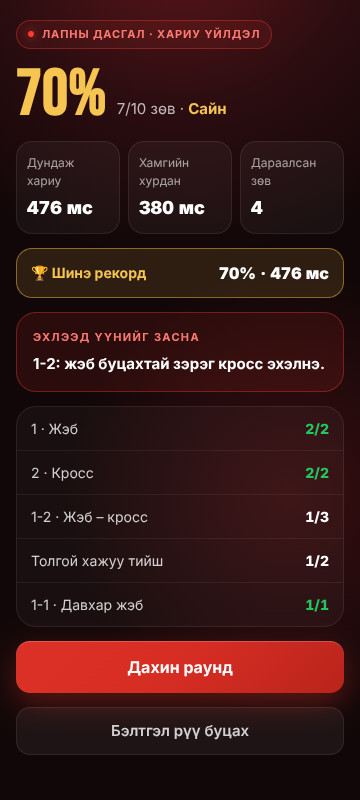 ЛАПНЫ ДАСГАЛ · ХАРИУ ҮЙЛДЭЛ
70% 7/10 зөв · Сайн
Дундаж хариу
476 мс
Хамгийн хурдан
380 мс
Дараалсан зөв
4
🏆 Шинэ рекорд 70% · 476 мс
ЭХЛЭЭД ҮҮНИЙГ ЗАСНА
1-2: жэб буцахтай зэрэг кросс эхэлнэ.
1 · Жэб 2/2
2 · Кросс 2/2
1-2 · Жэб – кросс 1/3
Толгой хажуу тийш 1/2
1-1 · Давхар жэб 1/1
Дахин раунд
Бэлтгэл рүү буцах